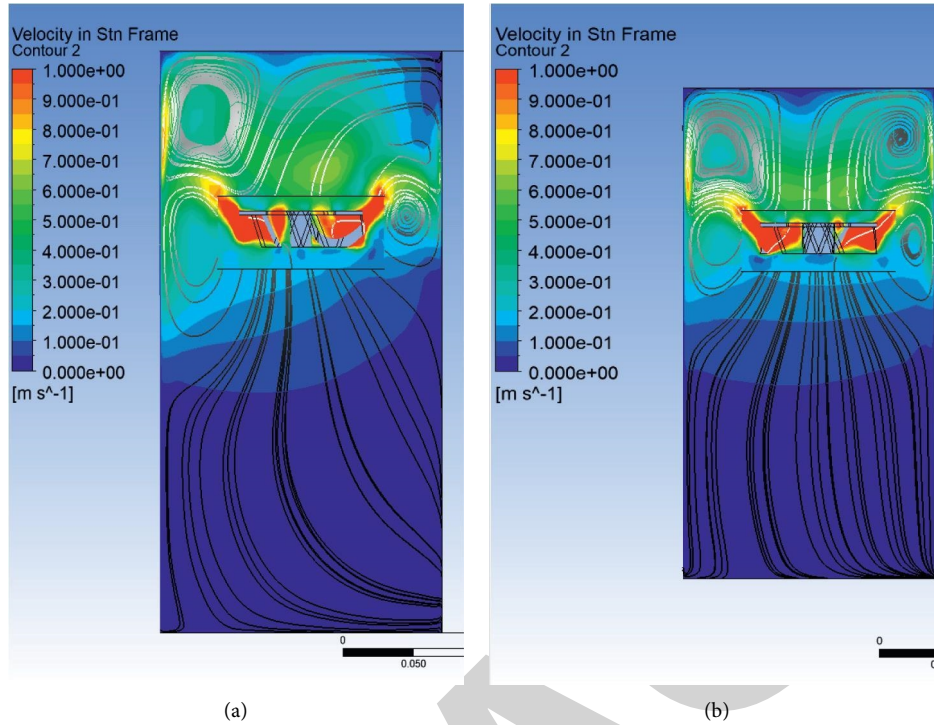 Velocity in Stn Frame
Contour 2
1.000e+00
9.000e-01
8.000e-01
7.000e-01
6.000e-01
5.000e-01
4.000e-01
3.000e-01
2.000e-01
1.000e-01
0.000e+00
[m s^-1]
0
0.050
(a)
Velocity in Stn Frame
Contour 2
1.000e+00
9.000e-01
8.000e-01
7.000e-01
6.000e-01
5.000e-01
4.000e-01
3.000e-01
2.000e-01
1.000e-01
0.000e+00
[m s^-1]
0
(b)